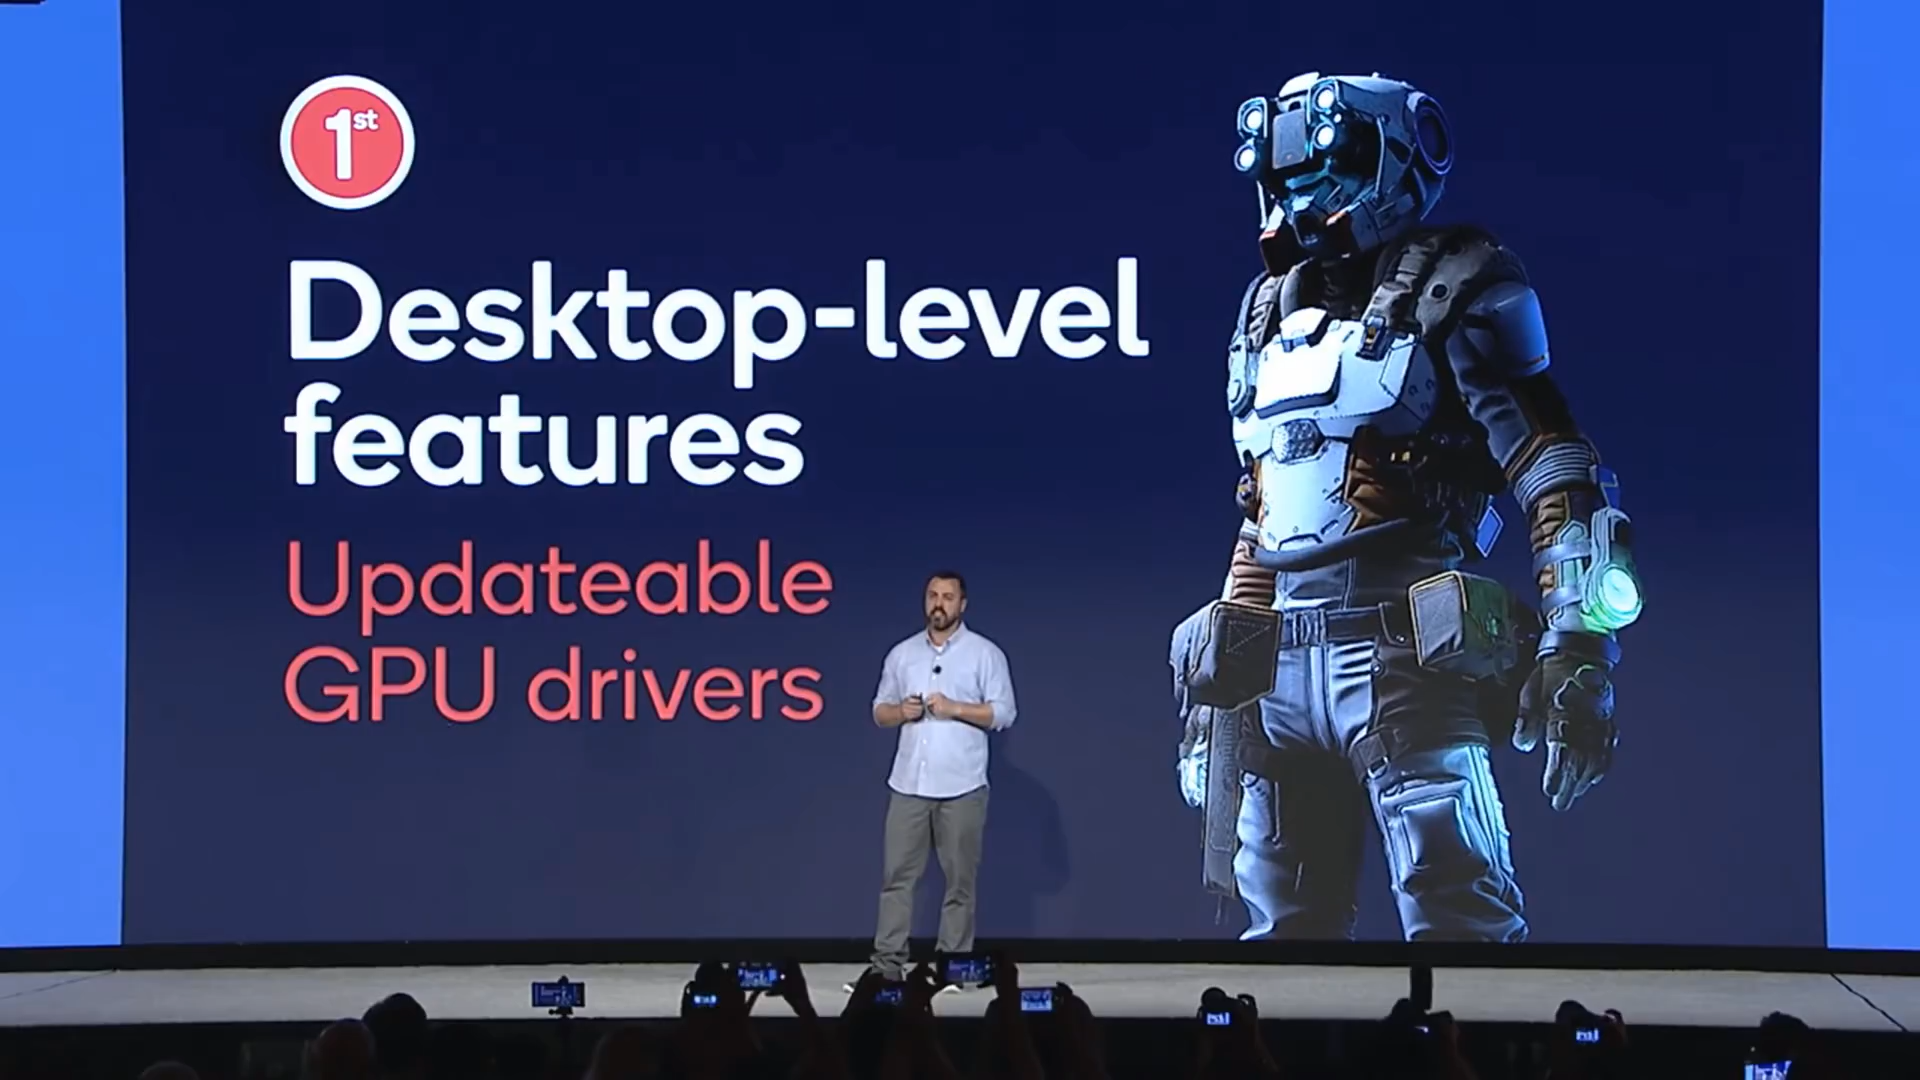 1st
Desktop-level
features
Updateable
GPU drivers